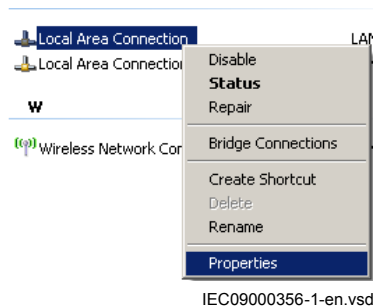 Local Area Connection LAN
Local Area Connection
Disable
Status
Repair
W
Bridge Connections
Wireless Network Con
Create Shortcut
Delete
Rename
Properties
IEC09000356-1-en.vsd